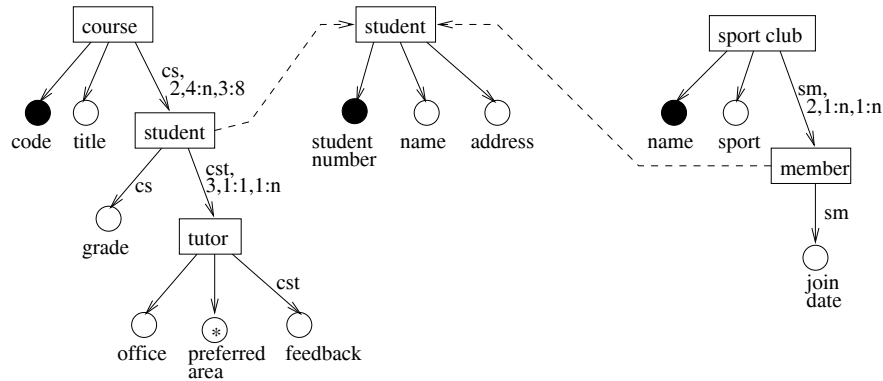 course
student
sport club
cs,
2,4:n,3:8
sm,
2,1:n,1:n
code
title
student
student
number
name
address
name
sport
member
cs
cst,
3,1:1,1:n
sm
grade
tutor
join
date
cst
*
office
preferred
area
feedback